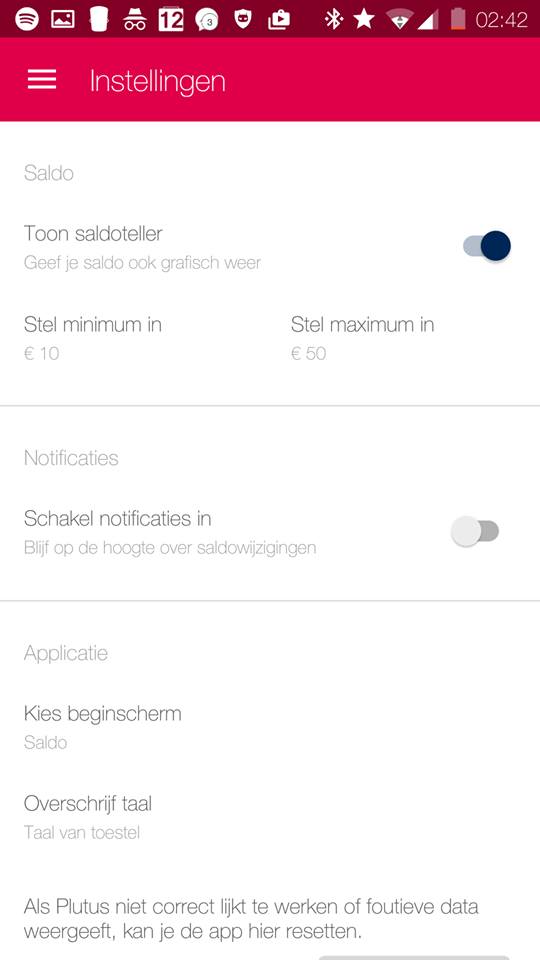 12
3
02:42
Instellingen
Saldo
Toon saldoteller
Geef je saldo ook grafisch weer
Stel minimum in
Stel maximum in
€ 10
€ 50
Notificaties
Schakel notificaties in
Blijf op de hoogte over saldowijzigingen
Applicatie
Kies beginscherm
Saldo
Overschrijf taal
Taal van toestel
Als Plutus niet correct lijkt te werken of foutieve data
weergeeft, kan je de app hier resetten.